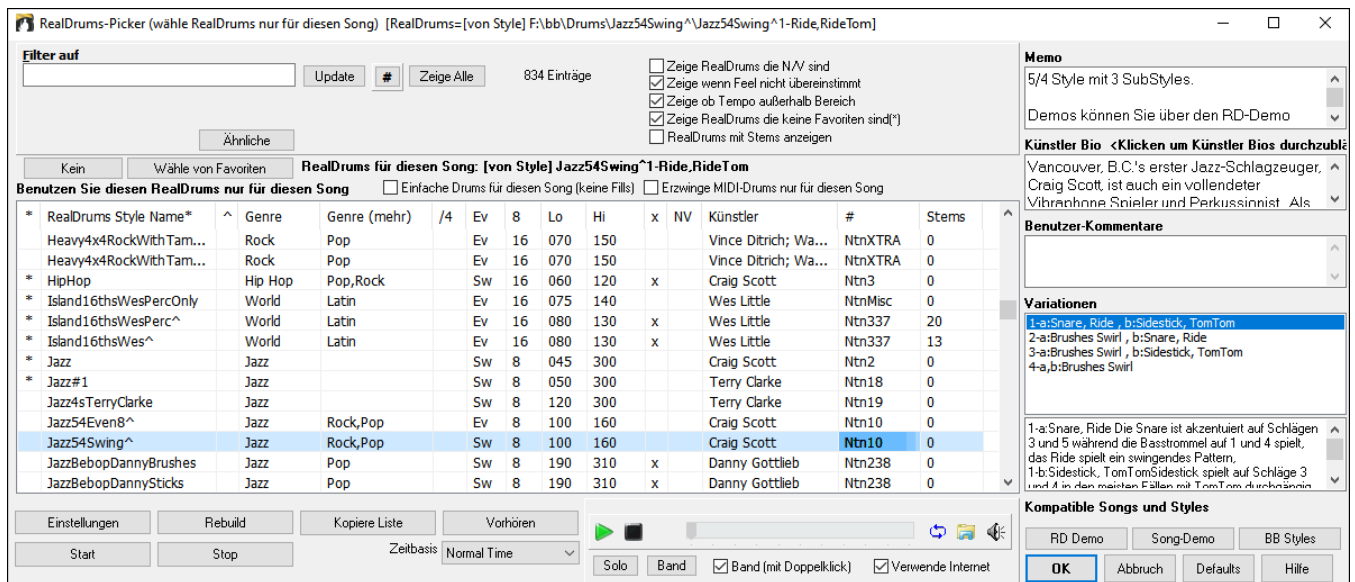 RealDrums-Picker (wähle RealDrums nur für diesen Song) [RealDrums=[von Style] F:\bb\Drums\Jazz54Swing^\Jazz54Swing^1-Ride,RideTom]
Filter auf
Update # Zeige Alle 834 Einträge
Ähnliche
Zeige RealDrums die N/V sind
Zeige wenn Feel nicht übereinstimmt
Zeige ob Tempo außerhalb Bereich
Zeige RealDrums die keine Favoriten sind(*)
RealDrums mit Stems anzeigen
Kein Wähle von Favoriten RealDrums für diesen Song: [von Style] Jazz54Swing^1-Ride,RideTom
Benutzen Sie diesen RealDrums nur für diesen Song Einfache Drums für diesen Song (keine Fills) Erzwinge MIDI-Drums nur für diesen Song
* RealDrums Style Name* ^ Genre Genre (mehr) /4 Ev 8 Lo Hi x NV Künstler # Stems
Heavy4x4RockWithTam... Rock Pop Ev 16 070 150 Vince Ditrich; Wa... NtnXTRA 0
Heavy4x4RockWithTam... Rock Pop Ev 16 070 150 Vince Ditrich; Wa... NtnXTRA 0
* HipHop Hip Hop Pop,Rock Sw 16 060 120 x Craig Scott Ntn3 0
* Island16thsWesPercOnly World Latin Ev 16 075 140 Wes Little NtnMisc 0
* Island16thsWesPerc^ World Latin Ev 16 080 130 x Wes Little Ntn337 20
* Island16thsWes^ World Latin Ev 16 080 130 x Wes Little Ntn337 13
* Jazz Jazz Sw 8 045 300 Craig Scott Ntn2 0
* Jazz#1 Jazz Sw 8 050 300 Terry Clarke Ntn18 0
Jazz4sTerryClarke Jazz Sw 8 120 300 Terry Clarke Ntn19 0
Jazz54Even8^ Jazz Rock,Pop Ev 8 100 160 Craig Scott Ntn10 0
Jazz54Swing^ Jazz Rock,Pop Sw 8 100 160 Craig Scott Ntn10 0
JazzBebopDannyBrushes Jazz Pop Sw 8 190 310 x Danny Gottlieb Ntn238 0
JazzBebopDannySticks Jazz Pop Sw 8 190 310 x Danny Gottlieb Ntn238 0
Einstellungen Rebuild Kopiere Liste Vorhören
Start Stop Zeitbasis Normal Time
Solo Band Band (mit Doppelklick) Verwende Internet
Memo
5/4 Style mit 3 SubStyles.
Demos können Sie über den RD-Demo
Künstler Bio <Klicken um Künstler Bios durchzublä
Vancouver, B.C.'s erster Jazz-Schlagzeuger,
Craig Scott, ist auch ein vollendeter
Vibraphone Spieler und Perkussionist. Als
Benutzer-Kommentare
Variationen
1-a:Snare, Ride , b:Sidestick, TomTom
2-a:Brushes Swirl , b:Snare, Ride
3-a:Brushes Swirl , b:Sidestick, TomTom
4-a,b:Brushes Swirl
1-a:Snare, Ride Die Snare ist akzentuiert auf Schlägen
3 und 5 während die Basstrommel auf 1 und 4 spielt,
das Ride spielt ein swingendes Pattern,
1-b:Sidestick, TomTomSidestick spielt auf Schläge 3
und 4 in den meisten Fällen mit TomTom durchgängig
Kompatible Songs und Styles
RD Demo Song-Demo BB Styles
OK Abbruch Defaults Hilfe